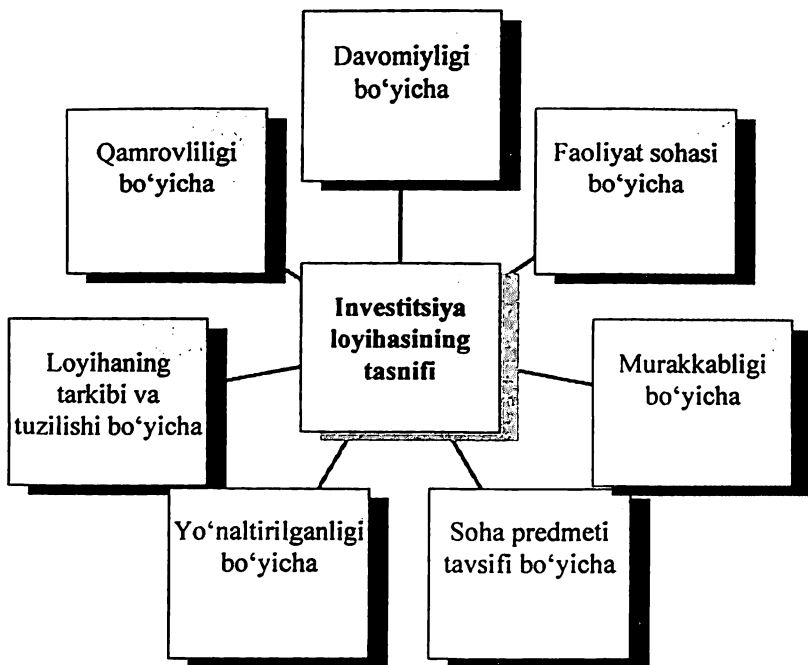 Davomiyligi
bo‘yicha
Qamrovliligi
bo‘yicha
Faoliyat sohasi
bo‘yicha
Investitsiya
loyihasining
tasnifi
Loyihaning
tarkibi va
tuzilishi bo‘yicha
Murakkabligi
bo‘yicha
Yo‘naltirilganligi
bo‘yicha
Soha predmeti
tavsifi bo‘yicha